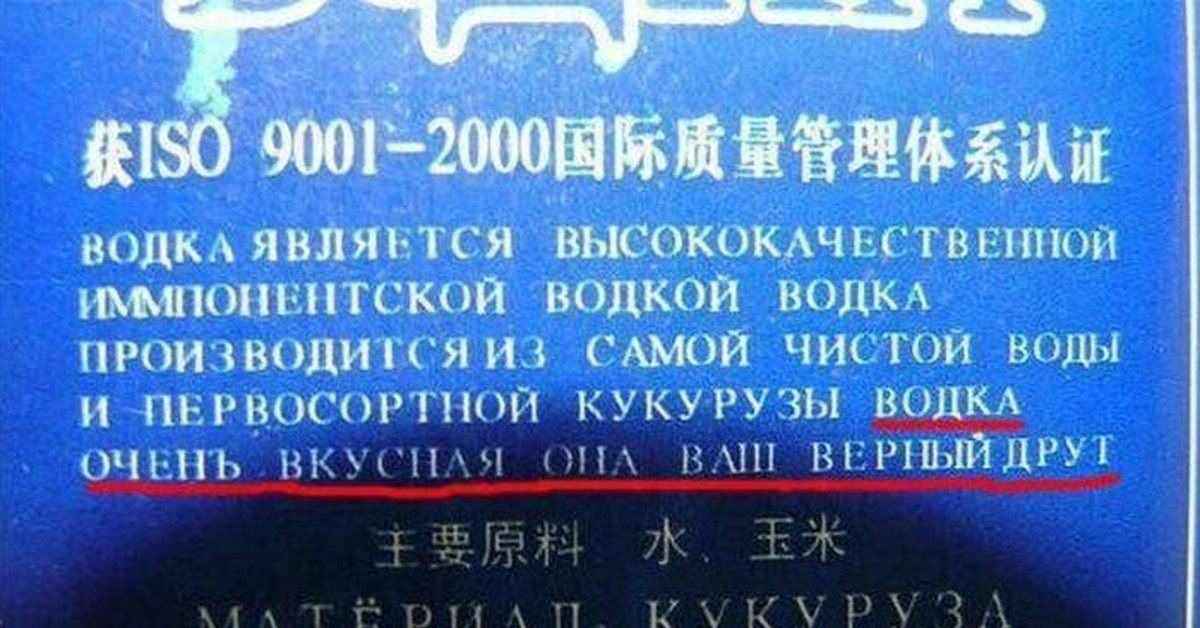 获ISO 9001-2000国际质量管理体系认证
ВОДКА ЯВЛЯЕТСЯ ВЫСОКОКАЧЕСТВЕННОЙ
ИММПОНЕНТСКОЙ ВОДКОЙ ВОДКА
ПРОИЗВОДИТСЯ ИЗ САМОЙ ЧИСТОЙ ВОДЫ
И ПЕРВОСОРТНОЙ КУКУРУЗЫ ВОДКА
ОЧЕНЪ ВКУСНАЯ ОНА ВАШ ВЕРНЫЙ ДРУТ
主要原料 水、玉米
МАТЁРИАЛ. КУКУРУЗА